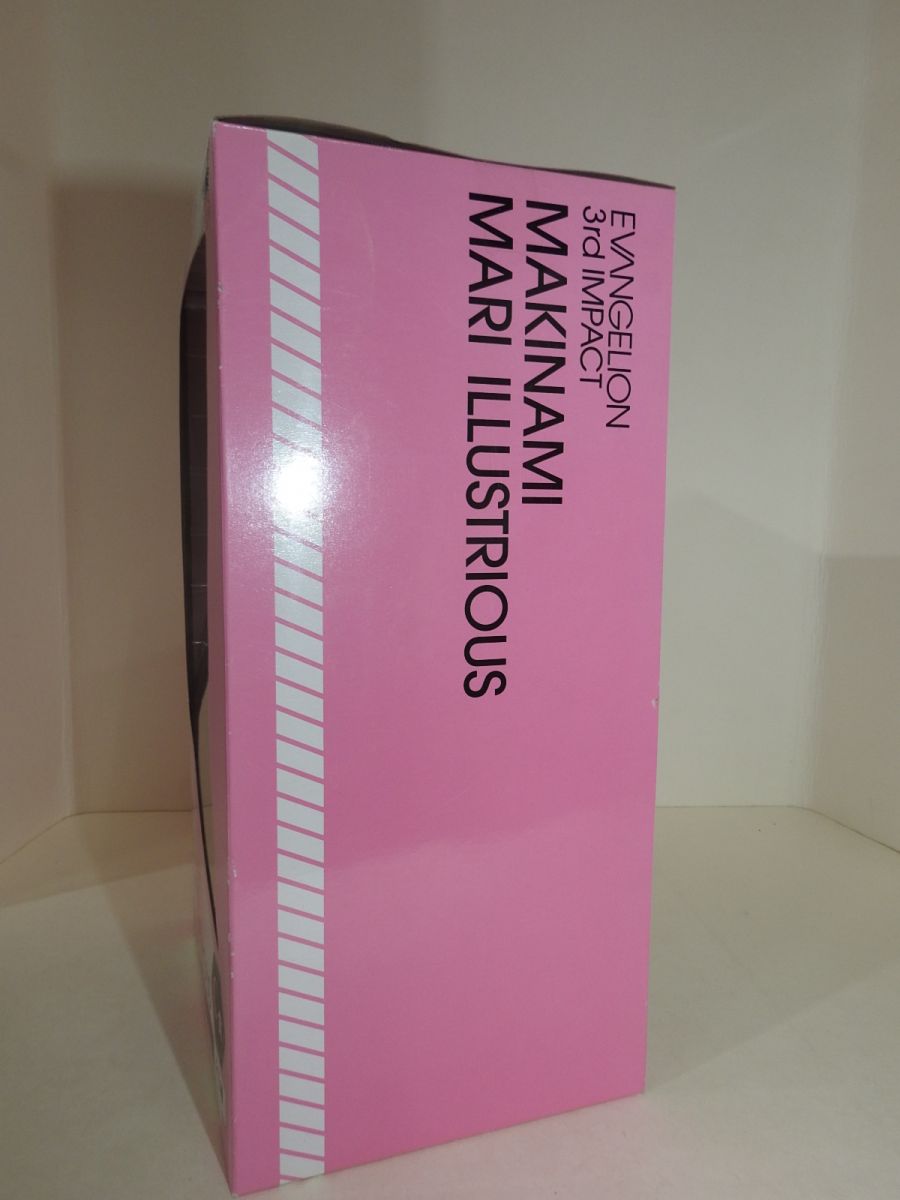 EVANGELION
3rd IMPACT
MAKINAMI
MARI ILLUSTRIOUS